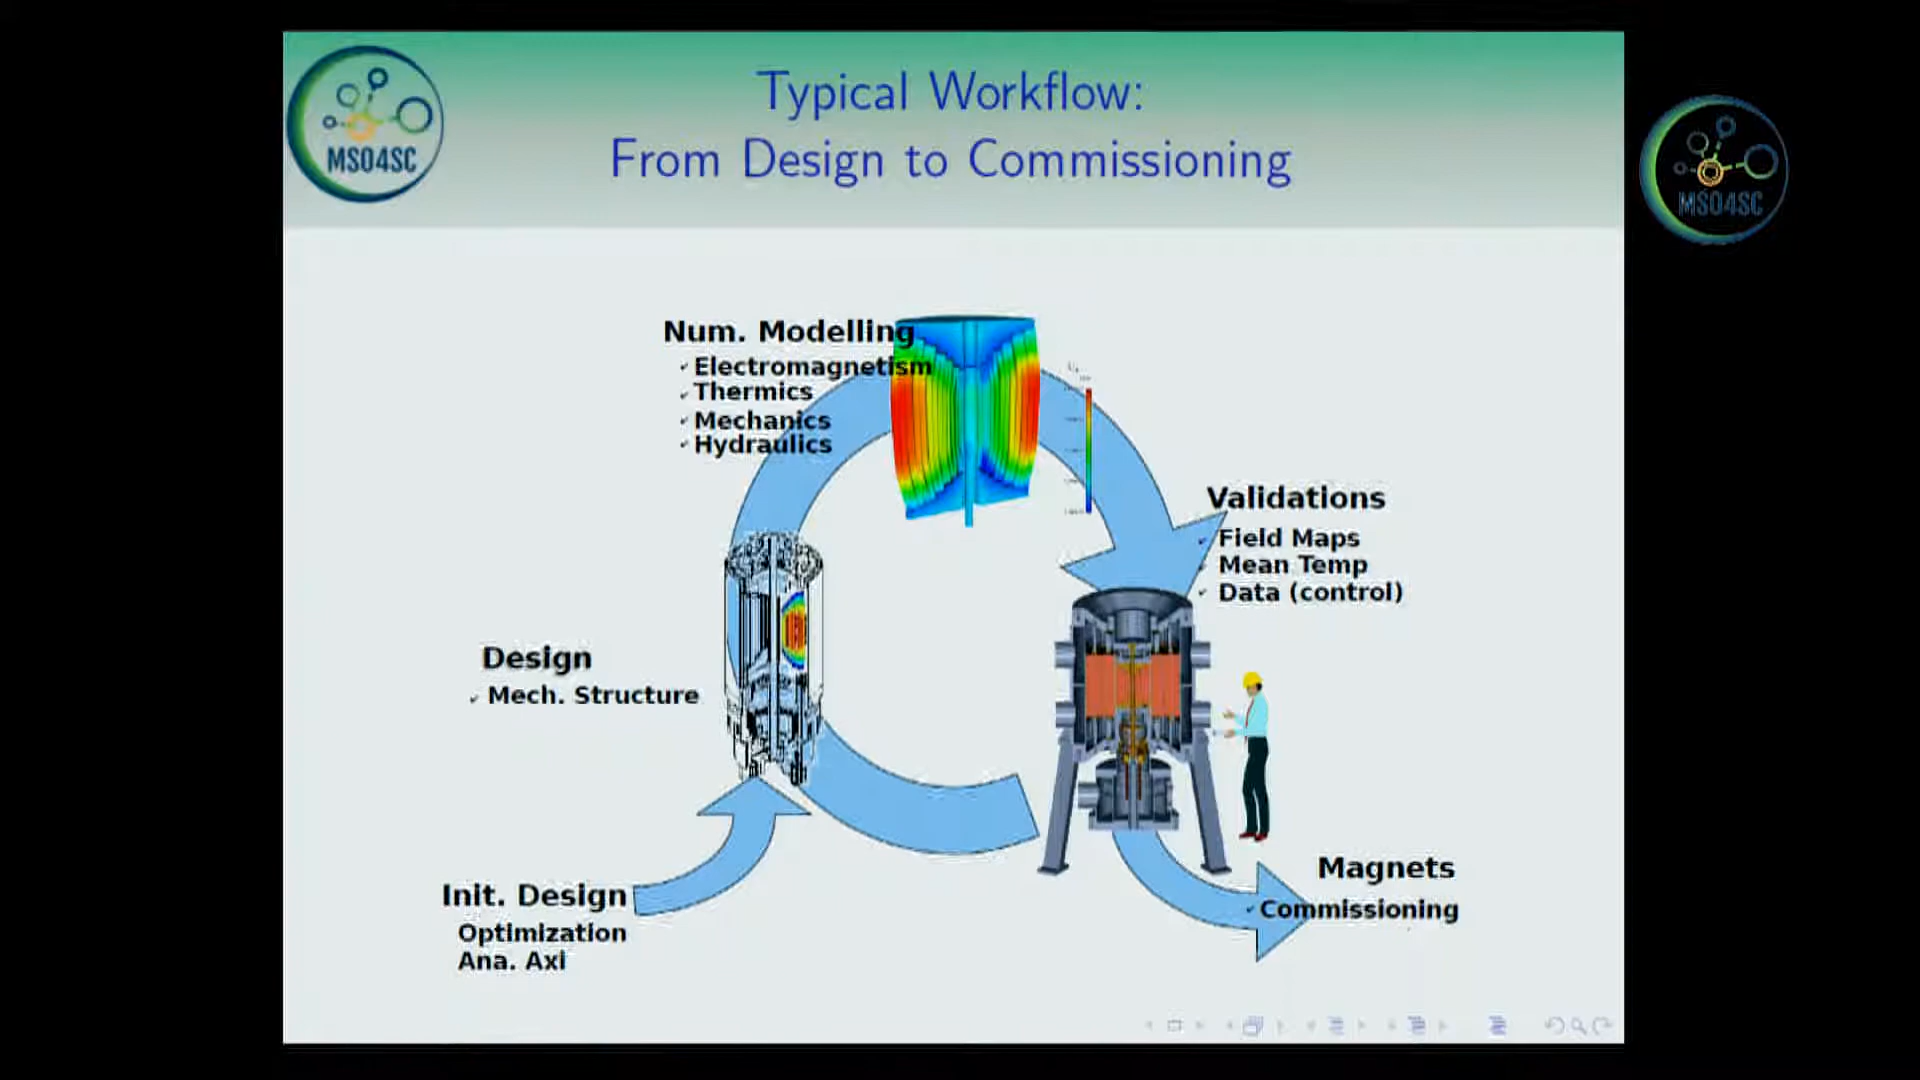 MSO4SC
Typical Workflow:
From Design to Commissioning
MSO4SC
Num. Modelling
Electromagnetism
Thermics
Mechanics
Hydraulics
Validations
Field Maps
Mean Temp
Data (control)
Design
Mech. Structure
Init. Design
Optimization
Ana. Axi
Magnets
Commissioning